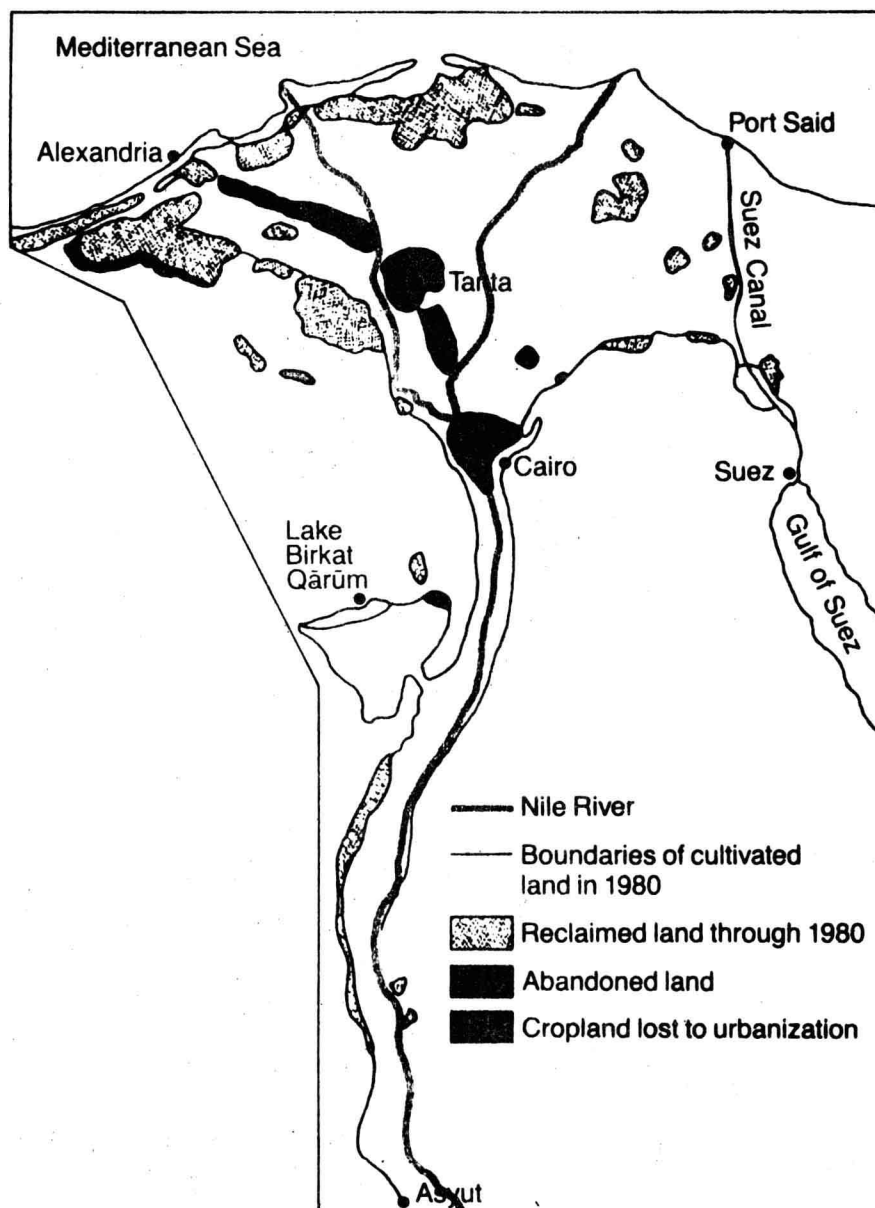 Mediterranean Sea
Alexandria
Port Said
Suez Canal
Tanta
Cairo
Suez
Gulf of Suez
Lake
Birkat
Qārūm
Nile River
Boundaries of cultivated
land in 1980
Reclaimed land through 1980
Abandoned land
Cropland lost to urbanization
Asyut